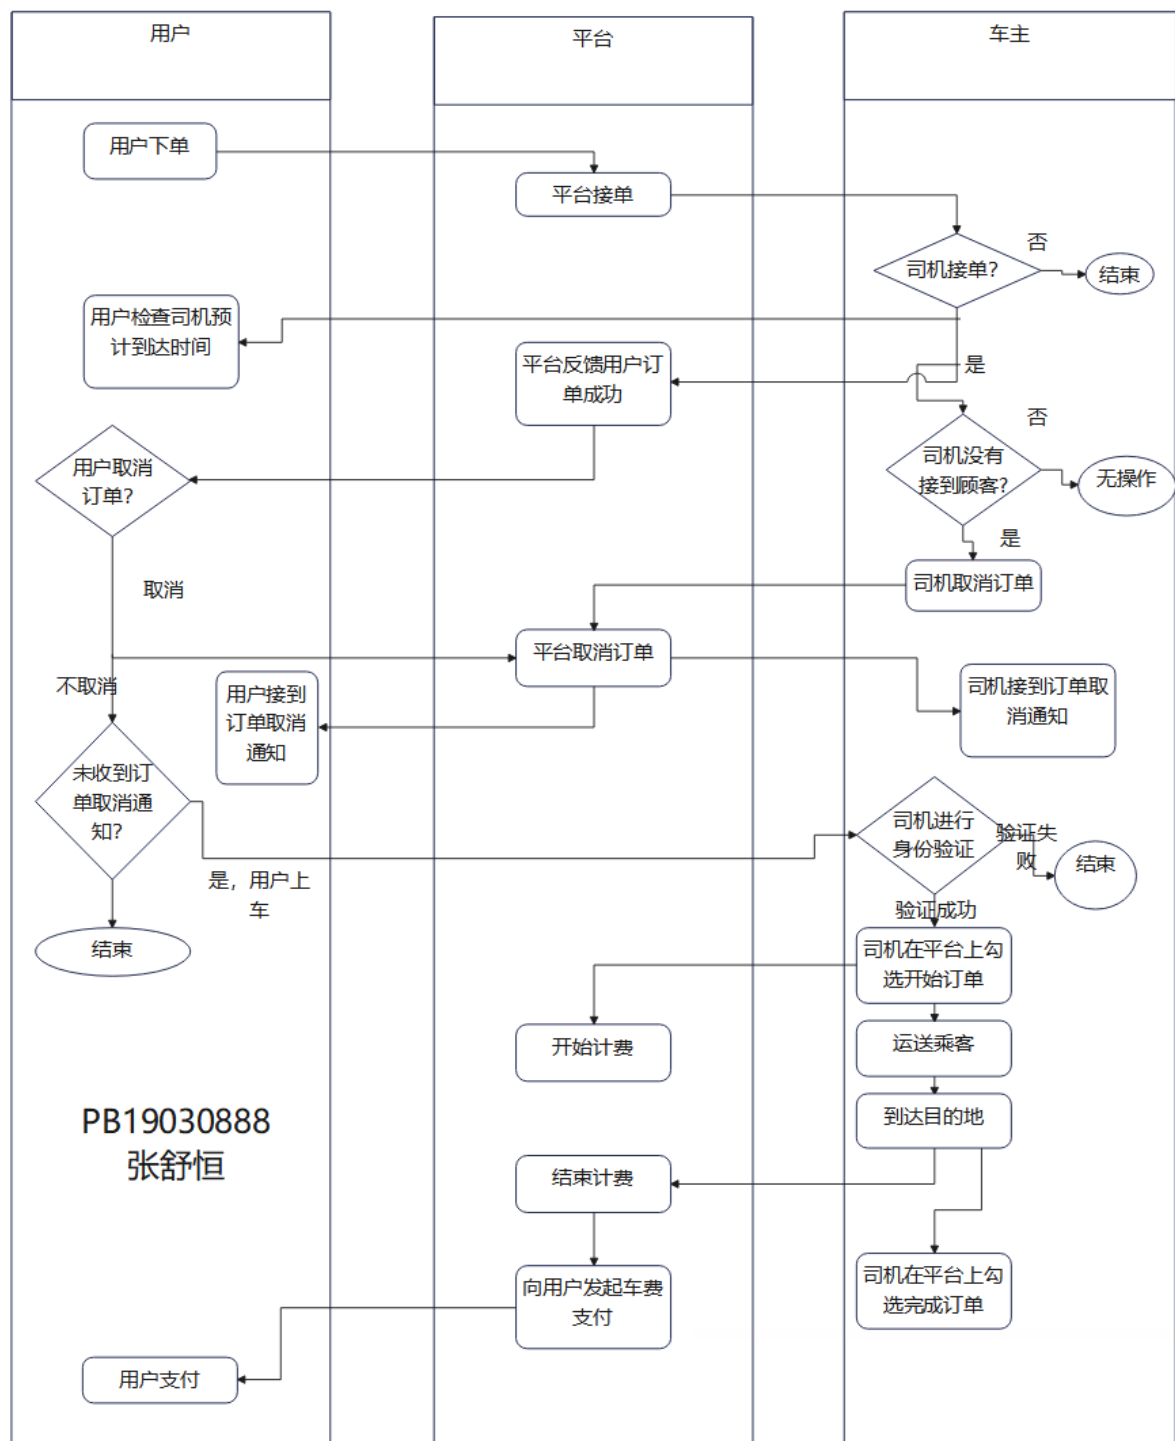 用户
平台
车主
用户下单
平台接单
司机接单?
否
结束
用户检查司机预
计到达时间
平台反馈用户订
单成功
是
否
用户取消
订单?
司机没有
接到顾客?
无操作
是
取消
司机取消订单
平台取消订单
不取消
用户接到
订单取消
通知
司机接到订单取
消通知
未收到订
单取消通
知?
司机进行
身份验证
验证失
败
结束
是，用户上
车
验证成功
结束
司机在平台上勾
选开始订单
开始计费
运送乘客
到达目的地
PB19030888
张舒恒
结束计费
司机在平台上勾
选完成订单
向用户发起车费
支付
用户支付